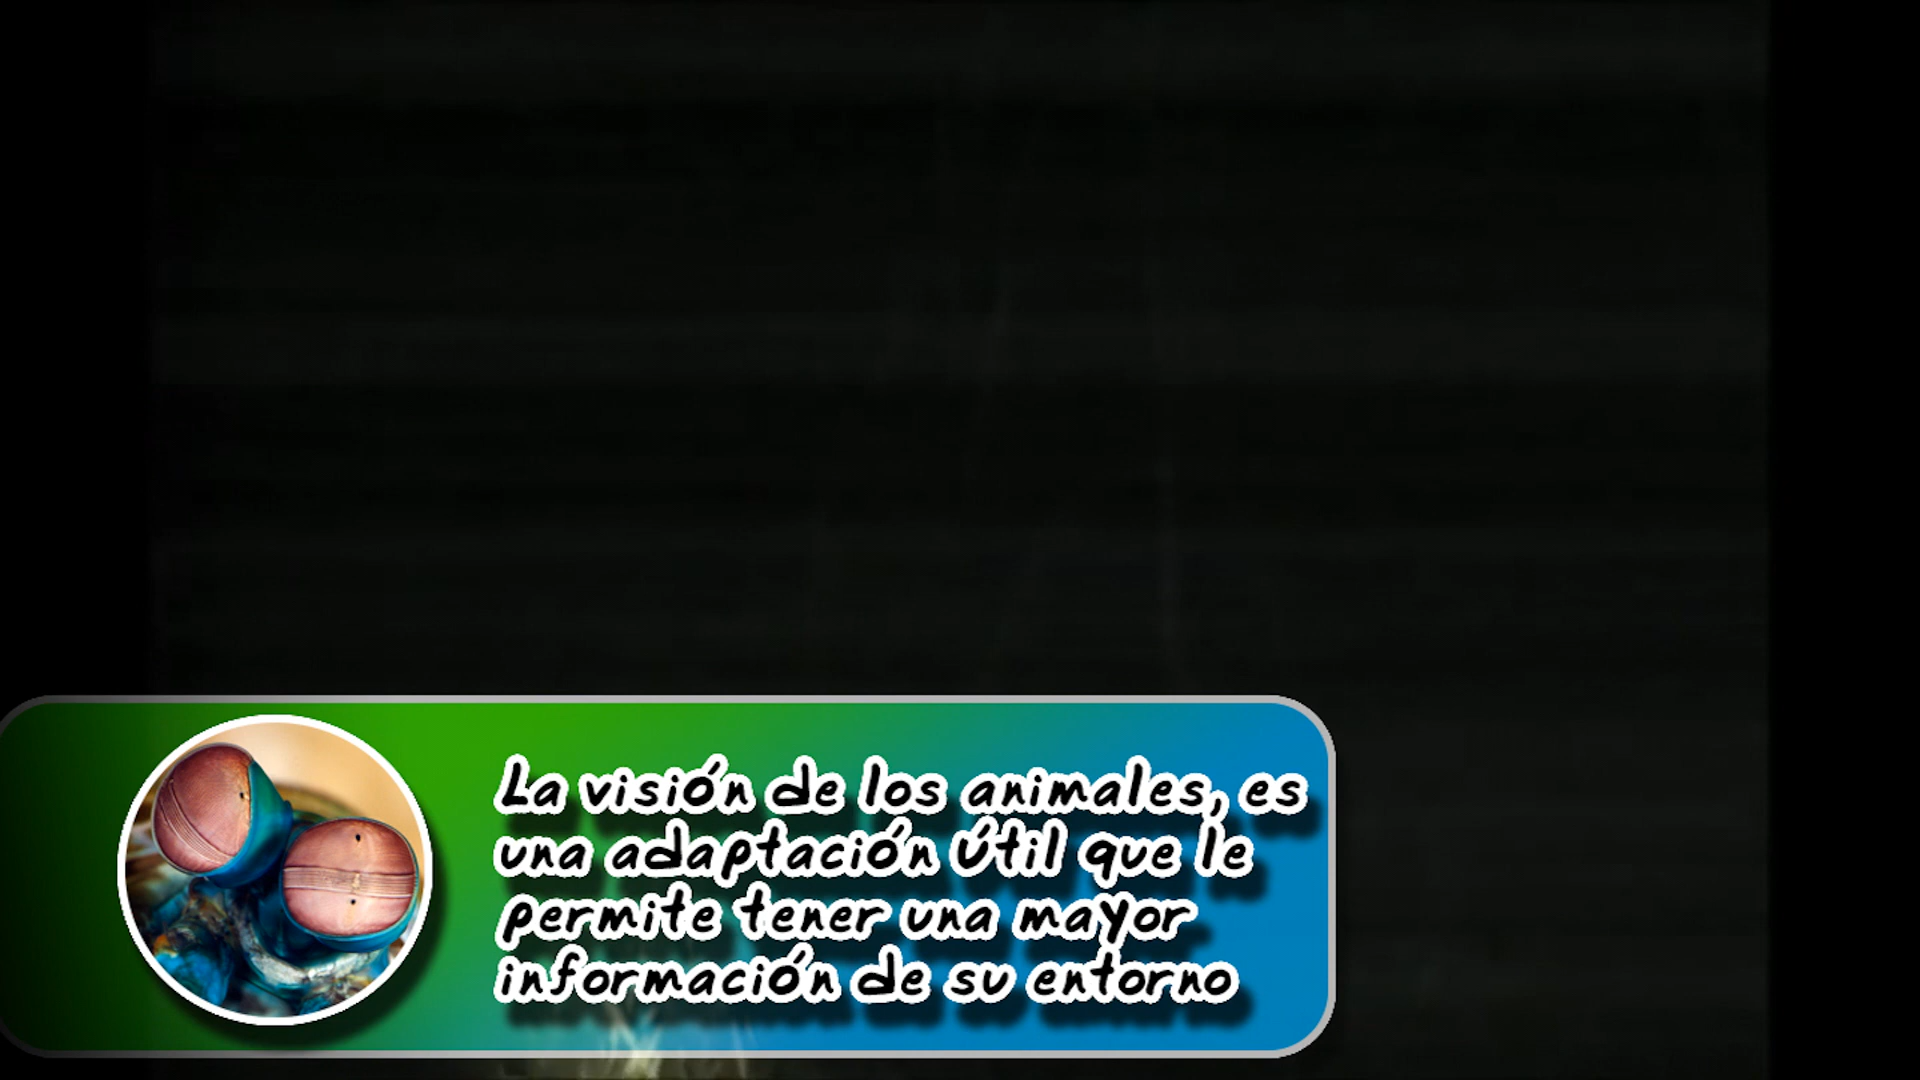 La visión de los animales, es
una adaptación Útil que le
permite tener una mayor
información de su entorno